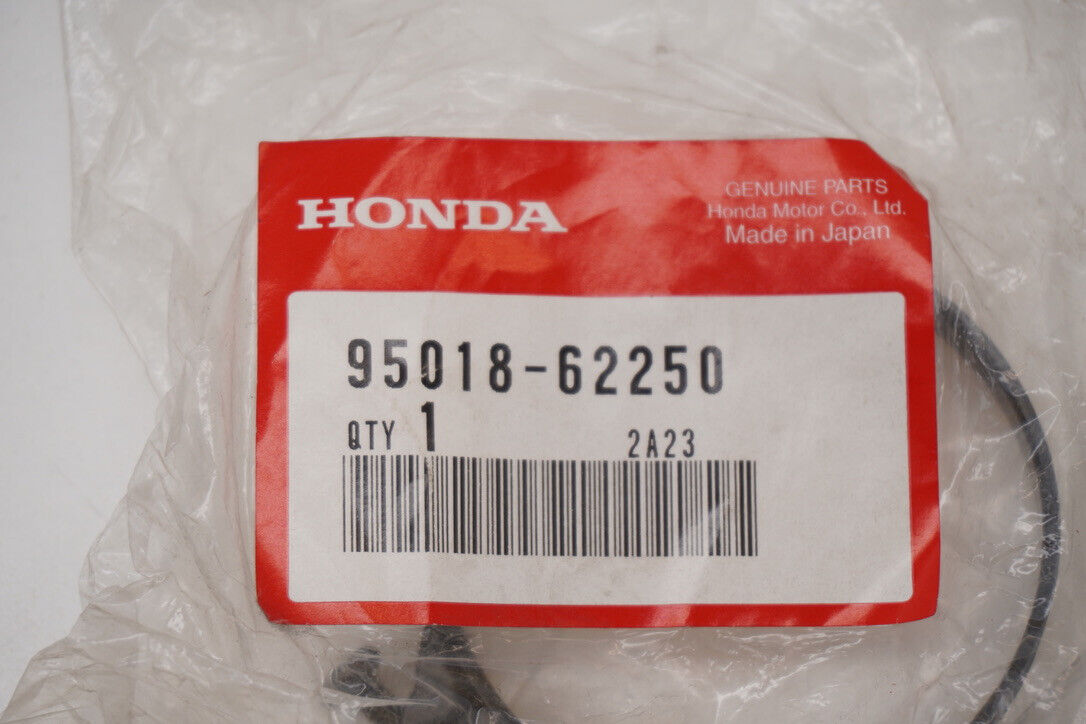 HONDA
GENUINE PARTS
Honda Motor Co., Ltd.
Made in Japan
95018-62250
QTY 1 2A23